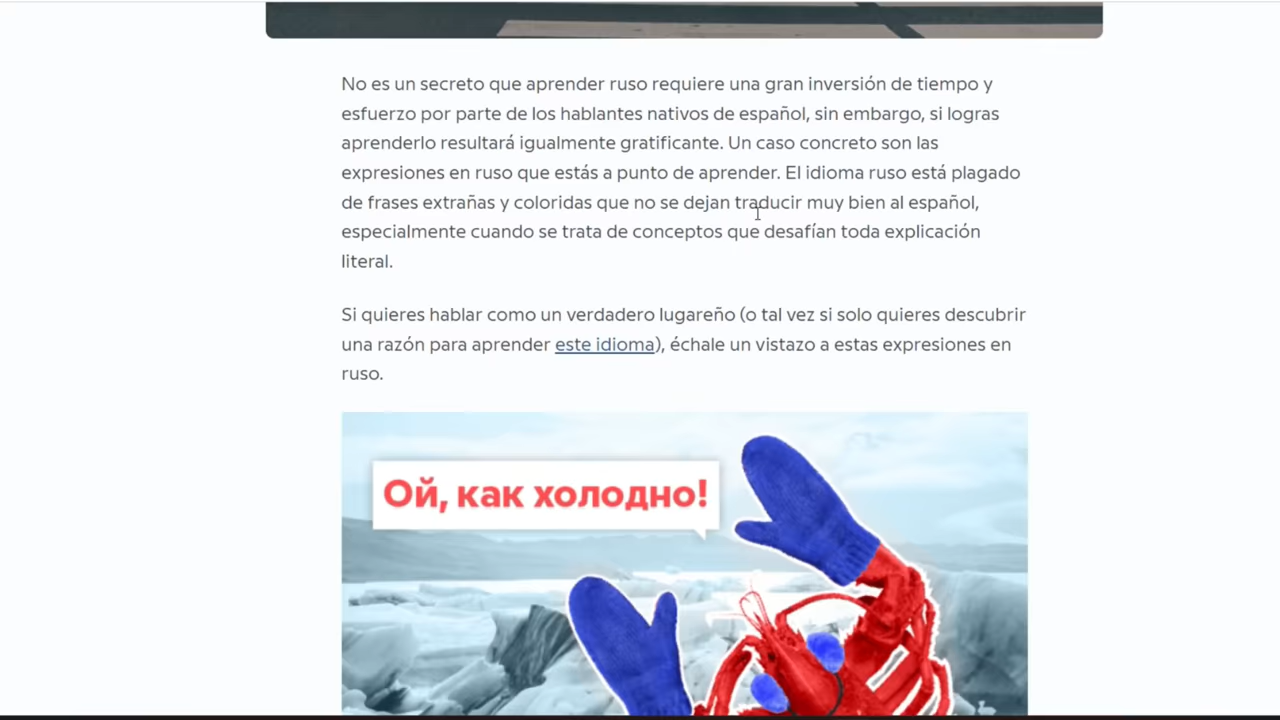 No es un secreto que aprender ruso requiere una gran inversión de tiempo y
esfuerzo por parte de los hablantes nativos de español, sin embargo, si logras
aprenderlo resultará igualmente gratificante. Un caso concreto son las
expresiones en ruso que estás a punto de aprender. El idioma ruso está plagado
de frases extrañas y coloridas que no se dejan traducir muy bien al español,
especialmente cuando se trata de conceptos que desafían toda explicación
literal.
Si quieres hablar como un verdadero lugareño (o tal vez si solo quieres descubrir
una razón para aprender este idioma), échale un vistazo a estas expresiones en
ruso.
Ой, как холодно!